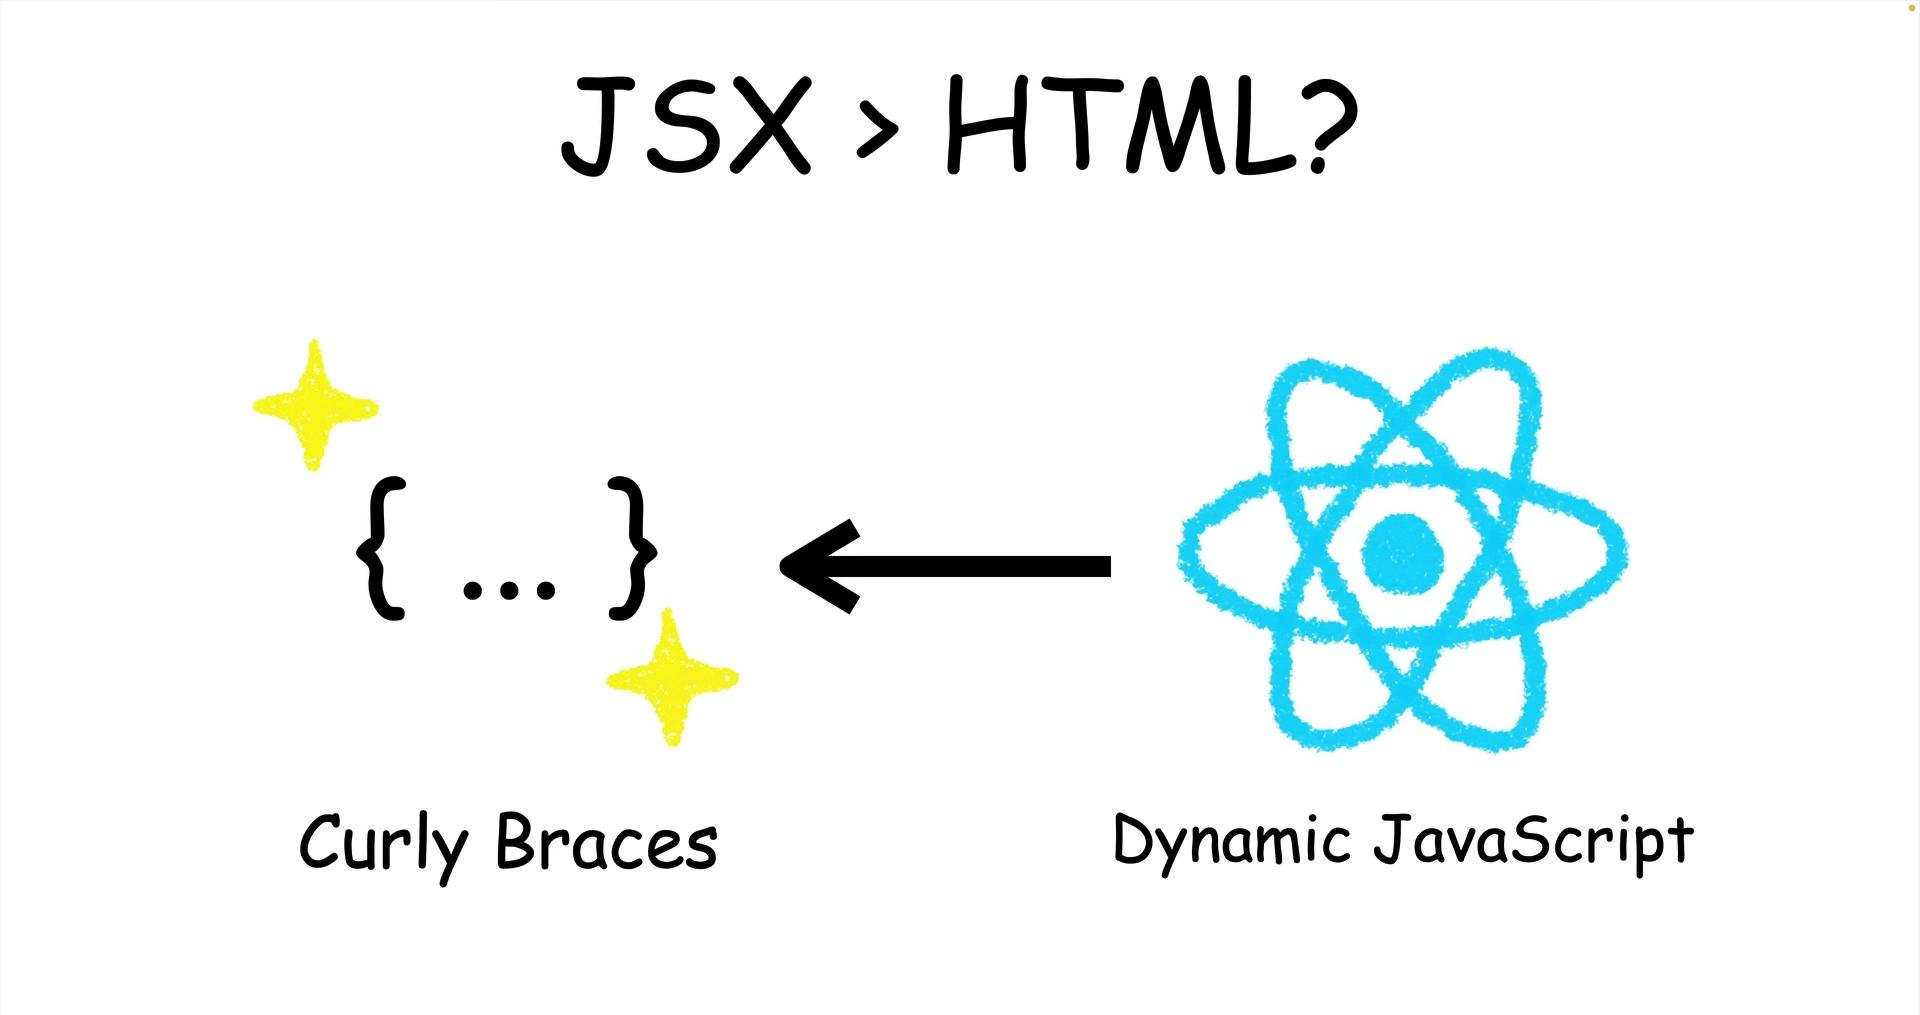 JSX > HTML?
{ ... }
Curly Braces
Dynamic JavaScript